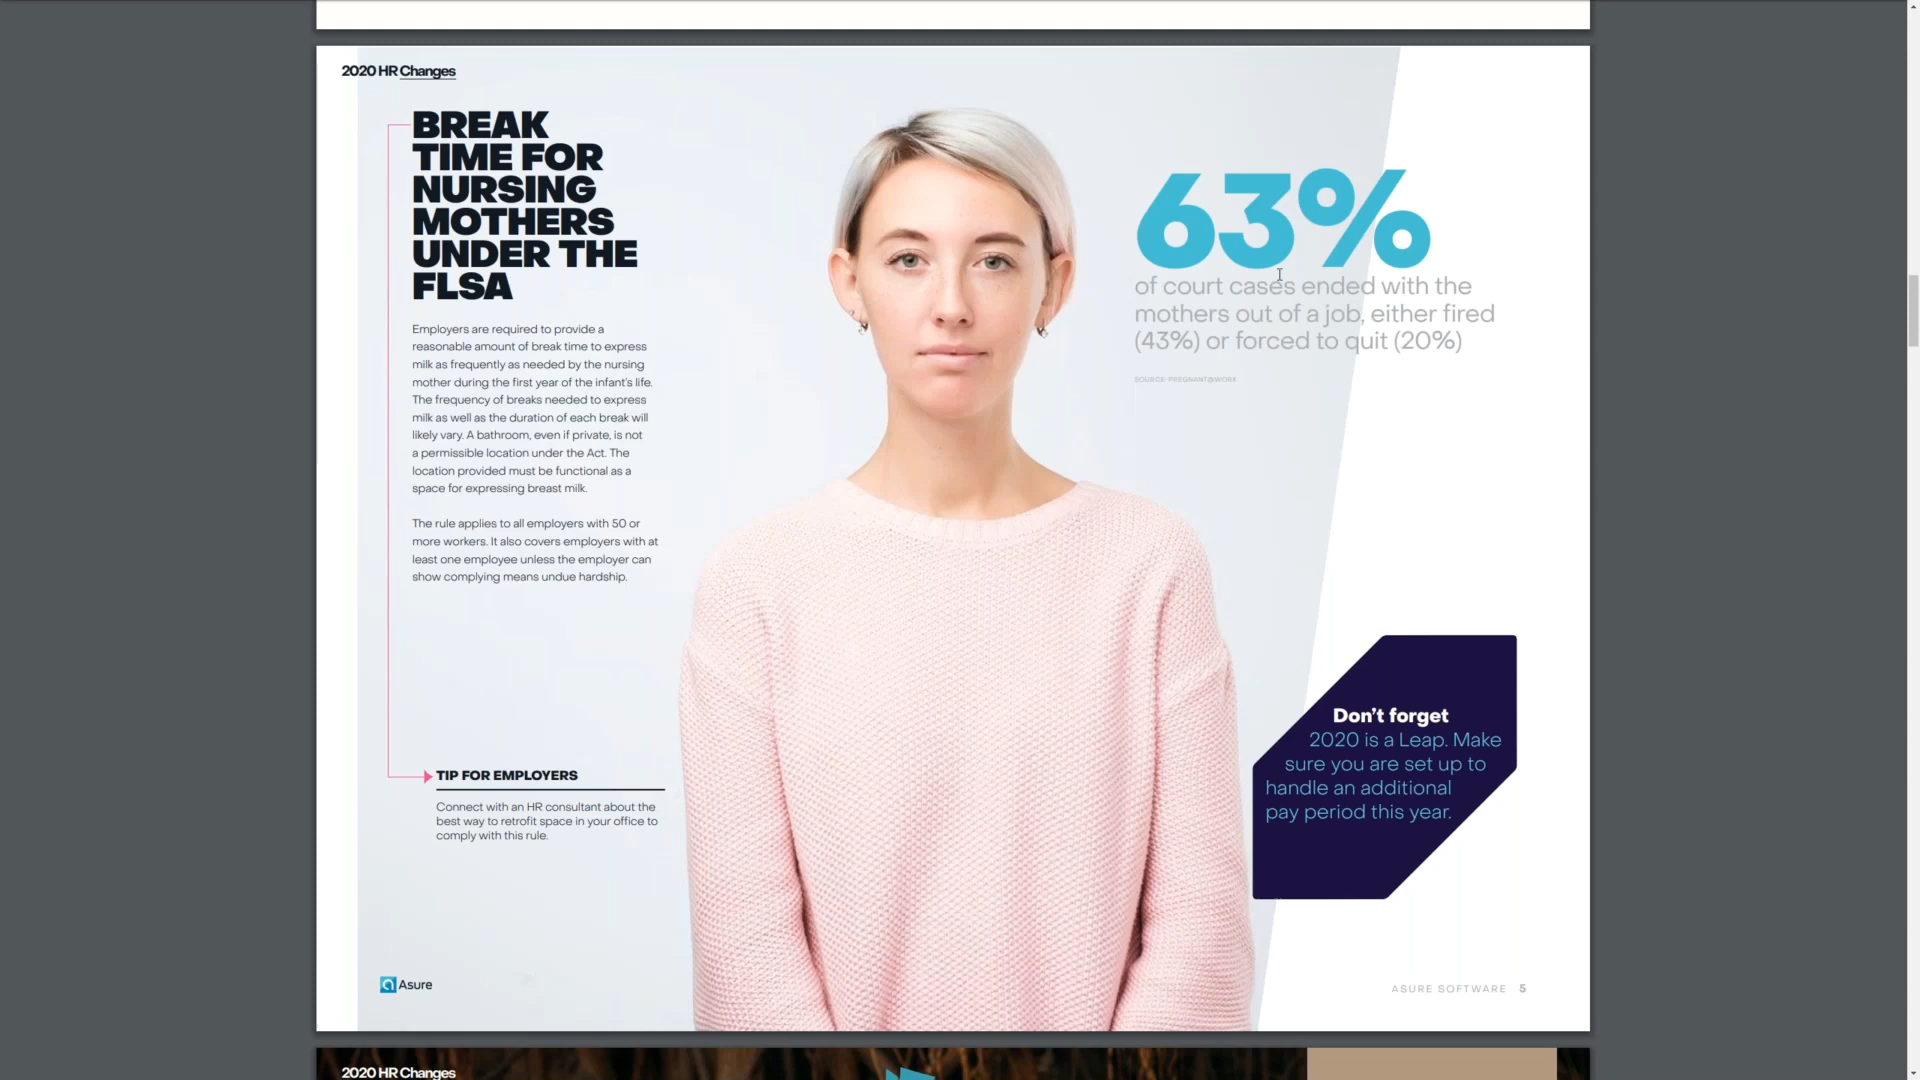 2020 HR Changes
BREAK
TIME FOR
NURSING
MOTHERS
UNDER THE
FLSA
Employers are required to provide a
reasonable amount of break time to express
milk as frequently as needed by the nursing
mother during the first year of the infant's life.
The frequency of breaks needed to express
milk as well as the duration of each break will
likely vary. A bathroom, even if private, is not
a permissible location under the Act. The
location provided must be functional as a
space for expressing breast milk.
The rule applies to all employers with 50 or
more workers. It also covers employers with at
least one employee unless the employer can
show complying means undue hardship.
TIP FOR EMPLOYERS
Connect with an HR consultant about the
best way to retrofit space in your office to
comply with this rule.
63%
of court cases ended with the
mothers out of a job, either fired
(43%) or forced to quit (20%)
SOURCE: PREGNANT@WORK
Don't forget
2020 is a Leap. Make
sure you are set up to
handle an additional
pay period this year.
Asure
ASURE SOFTWARE 5
2020 HR Changes